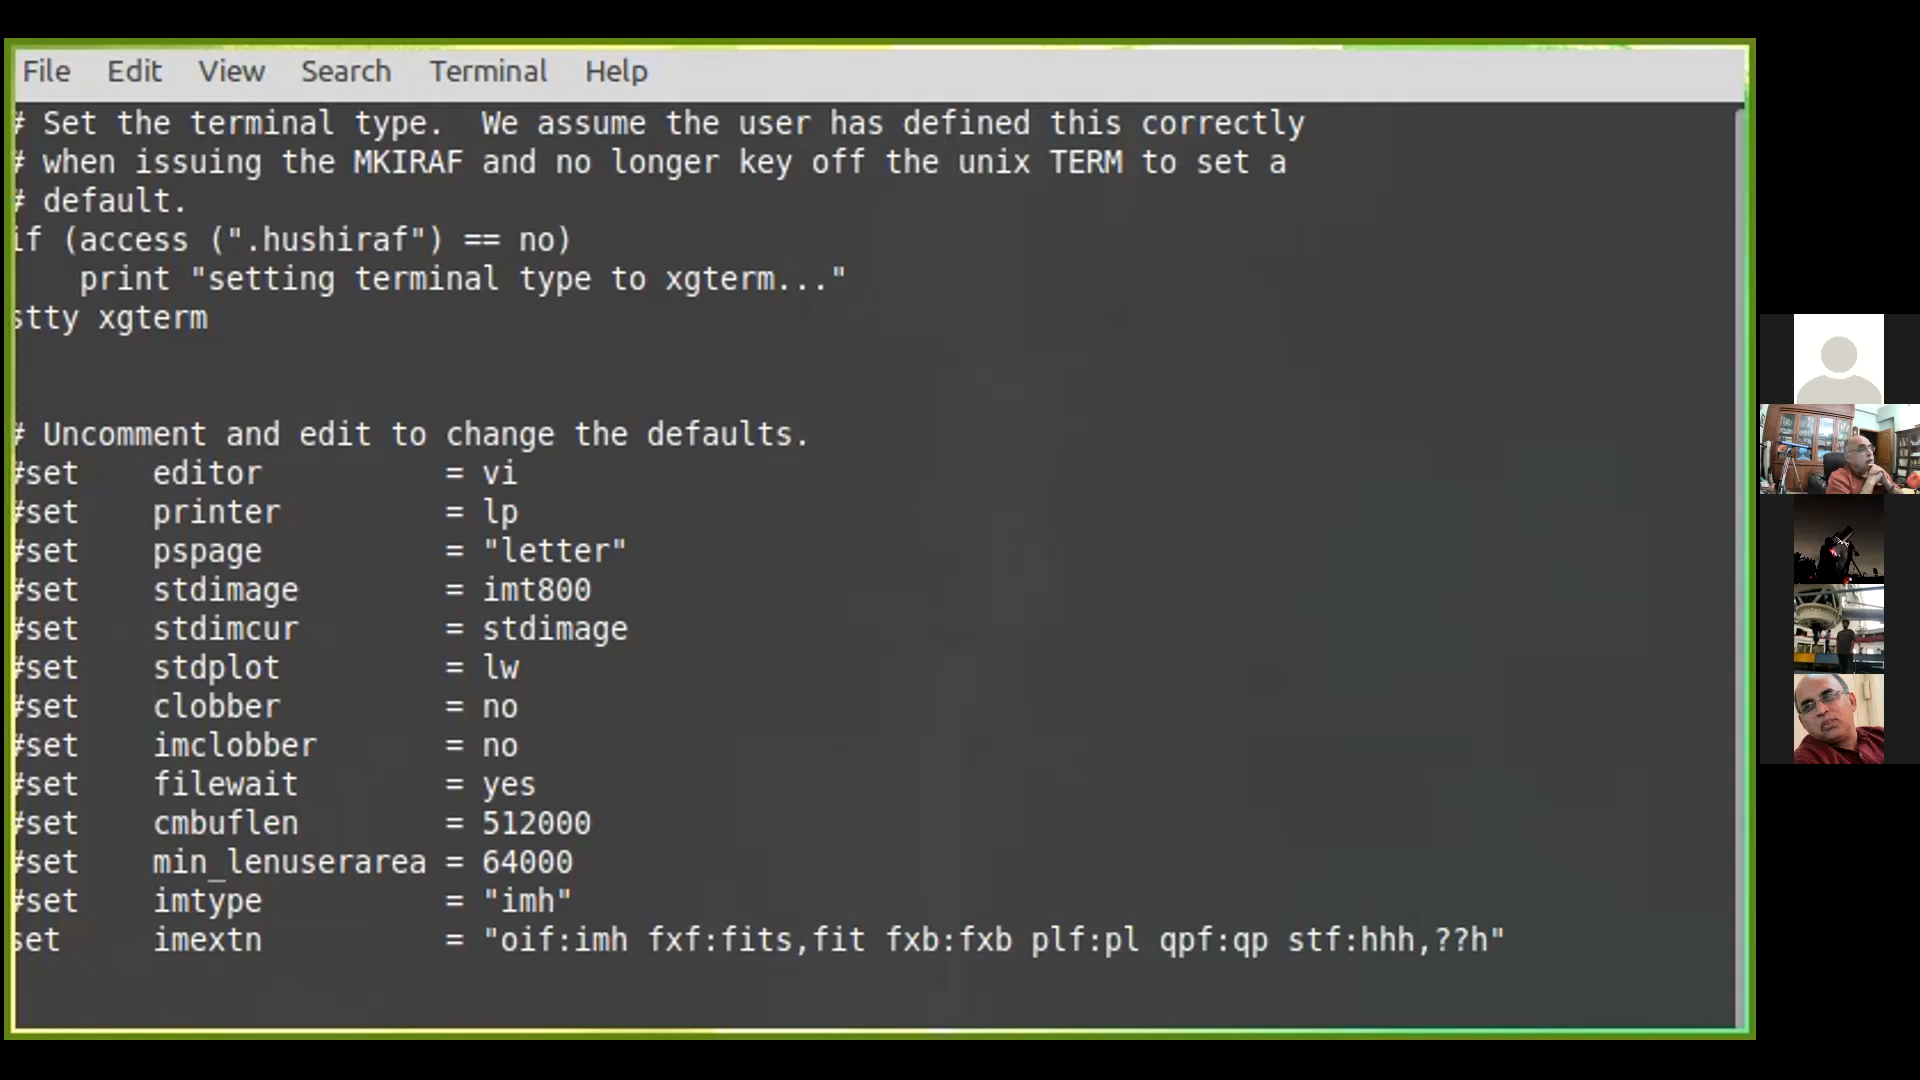 File Edit View Search Terminal Help
# Set the terminal type.  We assume the user has defined this correctly
# when issuing the MKIRAF and no longer key off the unix TERM to set a
# default.
if (access (".hushiraf") == no)
    print "setting terminal type to xgterm..."
stty xgterm
# Uncomment and edit to change the defaults.
#set    editor          = vi
#set    printer         = lp
#set    pspage          = "letter"
#set    stdimage        = imt800
#set    stdimcur        = stdimage
#set    stdplot         = lw
#set    clobber         = no
#set    imclobber       = no
#set    filewait        = yes
#set    cmbuflen        = 512000
#set    min_lenuserarea = 64000
#set    imtype          = "imh"
set     imextn          = "oif:imh fxf:fits,fit fxb:fxb plf:pl qpf:qp stf:hhh,??h"